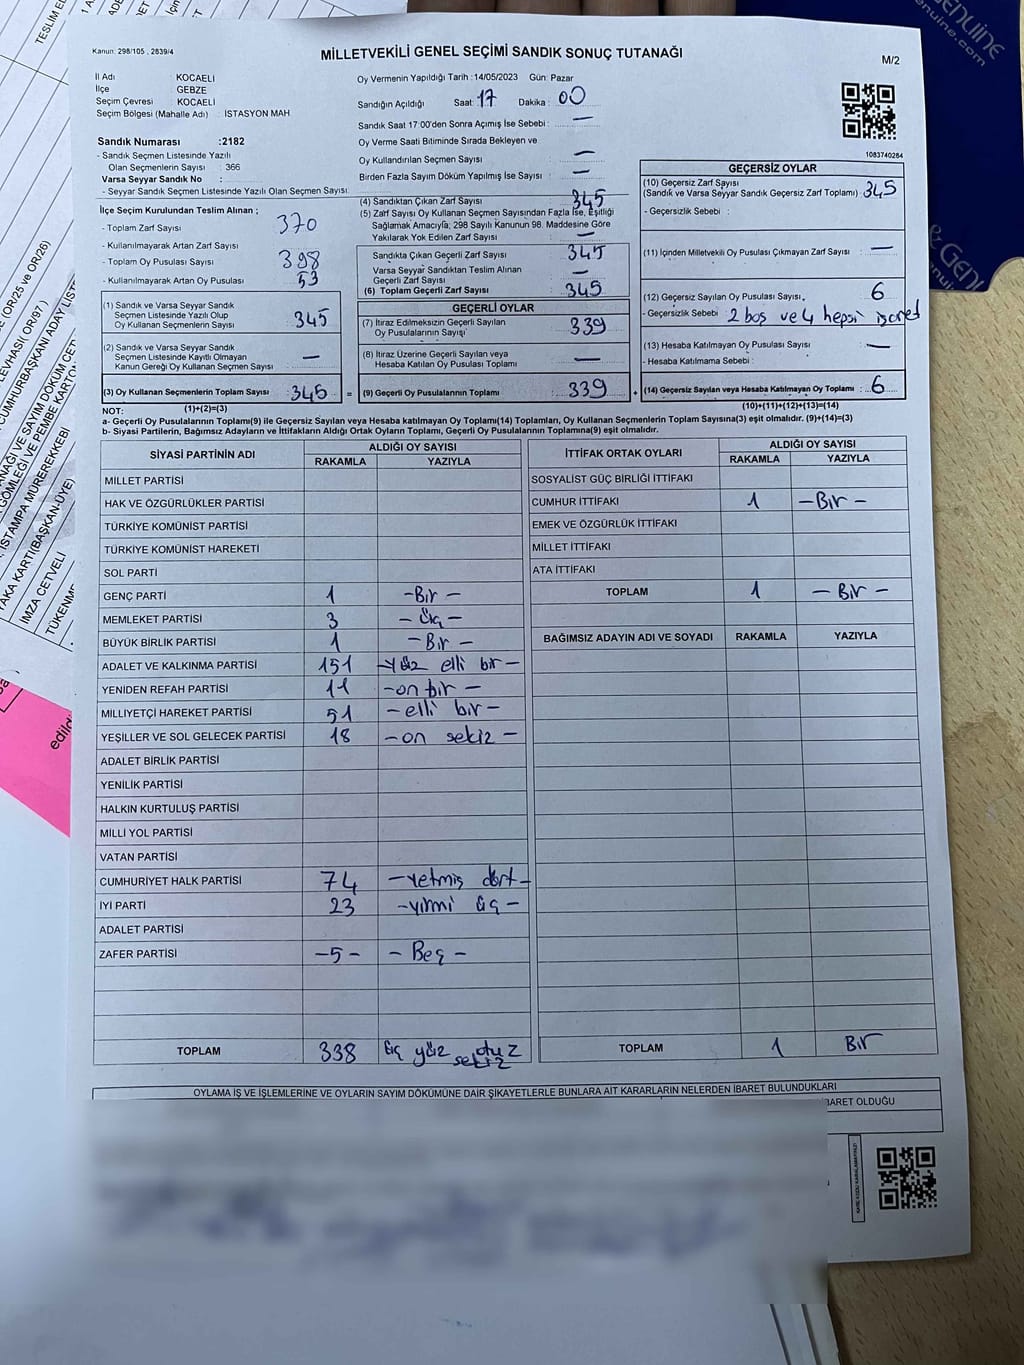 Kanun: 298/105 , 2839/4
MİLLETVEKİLİ GENEL SEÇİMİ SANDIK SONUÇ TUTANAĞI
M/2
İl Adı : KOCAELİ
İlçe : GEBZE
Seçim Çevresi : KOCAELİ
Seçim Bölgesi (Mahalle Adı) : İSTASYON MAH
Oy Vermenin Yapıldığı Tarih :14/05/2023 Gün: Pazar
Sandığın Açıldığı Saat: 17 Dakika : 00
Sandık Saat 17:00'den Sonra Açımış İse Sebebi : —
Oy Verme Saati Bitiminde Sırada Bekleyen ve
Oy Kullandırılan Seçmen Sayısı —
Birden Fazla Sayım Döküm Yapılmış İse Sayısı : —
1083740284
Sandık Numarası :2182
- Sandık Seçmen Listesinde Yazılı
Olan Seçmenlerin Sayısı : 366
Varsa Seyyar Sandık No :
- Seyyar Sandık Seçmen Listesinde Yazılı Olan Seçmen Sayısı:
İlçe Seçim Kurulundan Teslim Alınan ;
- Toplam Zarf Sayısı 370
- Kullanılmayarak Artan Zarf Sayısı
- Toplam Oy Pusulası Sayısı 398
- Kullanılmayarak Artan Oy Pusulası 53
(1) Sandık ve Varsa Seyyar Sandık
Seçmen Listesinde Yazılı Olup
Oy Kullanan Seçmenlerin Sayısı 345
(2) Sandık ve Varsa Seyyar Sandık
Seçmen Listesinde Kayıtlı Olmayan
Kanun Gereği Oy Kullanan Seçmen Sayısı —
(3) Oy Kullanan Seçmenlerin Toplam Sayısı : 345 =
(1)+(2)=(3)
(4) Sandıktan Çıkan Zarf Sayısı 345
(5) Zarf Sayısı Oy Kullanan Seçmen Sayısından Fazla İse, Eşitliği
Sağlamak Amacıyla; 298 Sayılı Kanunun 98. Maddesine Göre
Yakılarak Yok Edilen Zarf Sayısı —
Sandıkta Çıkan Geçerli Zarf Sayısı 345
Varsa Seyyar Sandıktan Teslim Alınan
Geçerli Zarf Sayısı —
(6) Toplam Geçerli Zarf Sayısı 345
GEÇERLİ OYLAR
(7) İtiraz Edilmeksizin Geçerli Sayılan
Oy Pusulalarının Sayısı 339
(8) İtiraz Üzerine Geçerli Sayılan veya
Hesaba Katılan Oy Pusulası Toplamı —
(9) Geçerli Oy Pusulalarının Toplamı 339 +
GEÇERSİZ OYLAR
(10) Geçersiz Zarf Sayısı
(Sandık ve Varsa Seyyar Sandık Geçersiz Zarf Toplamı) 345
- Geçersizlik Sebebi :
(11) İçinden Milletvekili Oy Pusulası Çıkmayan Zarf Sayısı —
(12) Geçersiz Sayılan Oy Pusulası Sayısı 6
- Geçersizlik Sebebi 2 boş ve 4 hepsi işaret
(13) Hesaba Katılmayan Oy Pusulası Sayısı —
- Hesaba Katılmama Sebebi :
(14) Geçersiz Sayılan veya Hesaba Katılmayan Oy Toplamı : 6
(10)+(11)+(12)+(13)=(14)
NOT:
a- Geçerli Oy Pusulalarının Toplamı(9) ile Geçersiz Sayılan veya Hesaba Katılmayan Oy Toplamı(14) Toplamları, Oy Kullanan Seçmenlerin Toplam Sayısına(3) eşit olmalıdır. (9)+(14)=(3)
b- Siyasi Partilerin, Bağımsız Adayların ve İttifakların Aldığı Ortak Oyların Toplamı, Geçerli Oy Pusulalarının Toplamına(9) eşit olmalıdır.
SİYASİ PARTİNİN ADI ALDIĞI OY SAYISI
RAKAMLA YAZIYLA
MİLLET PARTİSİ
HAK VE ÖZGÜRLÜKLER PARTİSİ
TÜRKİYE KOMÜNİST PARTİSİ
TÜRKİYE KOMÜNİST HAREKETİ
SOL PARTİ
GENÇ PARTİ 1 -Bir -
MEMLEKET PARTİSİ 3 - üç -
BÜYÜK BİRLİK PARTİSİ 1 - Bir -
ADALET VE KALKINMA PARTİSİ 151 -yüz elli bir -
YENİDEN REFAH PARTİSİ 11 -on bir -
MİLLİYETÇİ HAREKET PARTİSİ 51 -elli bir -
YEŞİLLER VE SOL GELECEK PARTİSİ 18 -on sekiz -
ADALET BİRLİK PARTİSİ
YENİLİK PARTİSİ
HALKIN KURTULUŞ PARTİSİ
MİLLİ YOL PARTİSİ
VATAN PARTİSİ
CUMHURİYET HALK PARTİSİ 74 -yetmiş dört -
İYİ PARTİ 23 -yirmi üç -
ADALET PARTİSİ
ZAFER PARTİSİ -5- - Beş -
TOPLAM 338 üç yüz otuz sekiz
İTTİFAK ORTAK OYLARI ALDIĞI OY SAYISI
RAKAMLA YAZIYLA
SOSYALİST GÜÇ BİRLİĞİ İTTİFAKI
CUMHUR İTTİFAKI 1 -Bir -
EMEK VE ÖZGÜRLÜK İTTİFAKI
MİLLET İTTİFAKI
ATA İTTİFAKI
TOPLAM 1 - Bir -
BAĞIMSIZ ADAYIN ADI VE SOYADI RAKAMLA YAZIYLA
TOPLAM 1 Bir
OYLAMA İŞ VE İŞLEMLERİNE VE OYLARIN SAYIM DÖKÜMÜNE DAİR ŞİKAYETLERLE BUNLARA AİT KARARLARIN NELERDEN İBARET BULUNDUKLARI
İBARET OLDUĞU
LEVHASI( OR/97 )
CUMHURBAŞKANI ADAY LİSTE
İSTAMPA MÜREREKKEBİ
YAKA KARTI(BAŞKAN-ÜYE)
İMZA CETVELİ
TÜKENM
edildi
& GENU